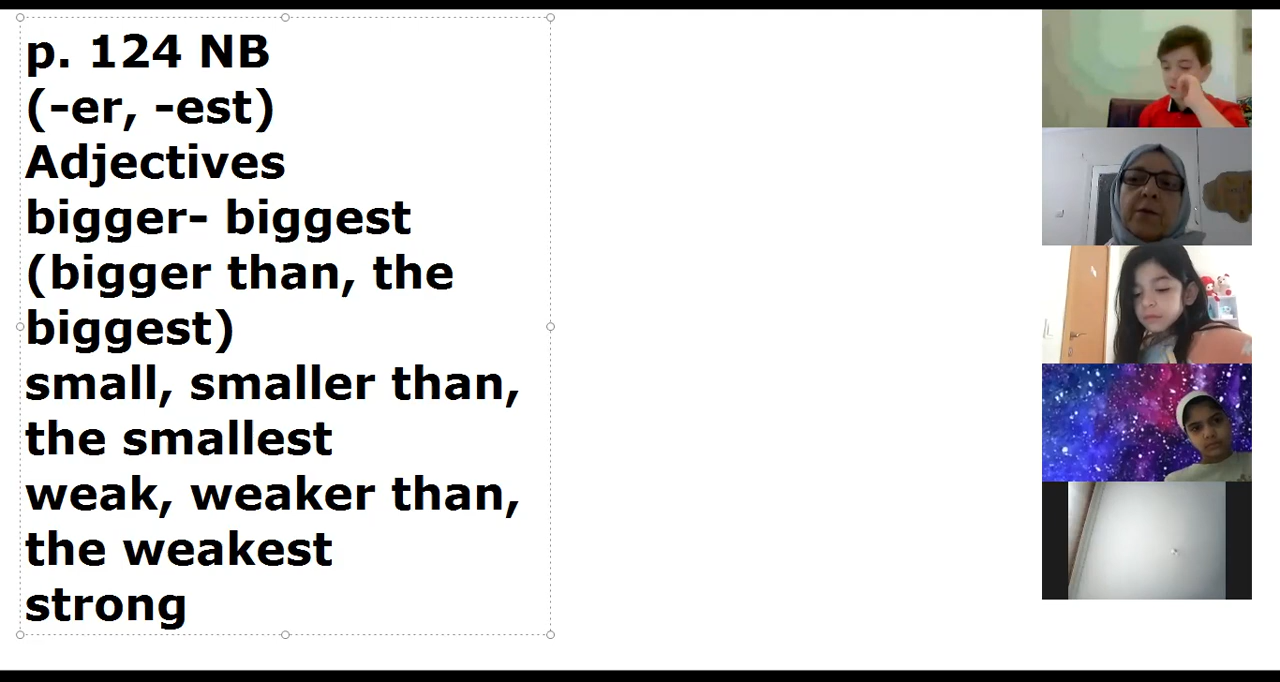 p. 124 NB
(-er, -est)
Adjectives
bigger- biggest
(bigger than, the
biggest)
small, smaller than,
the smallest
weak, weaker than,
the weakest
strong